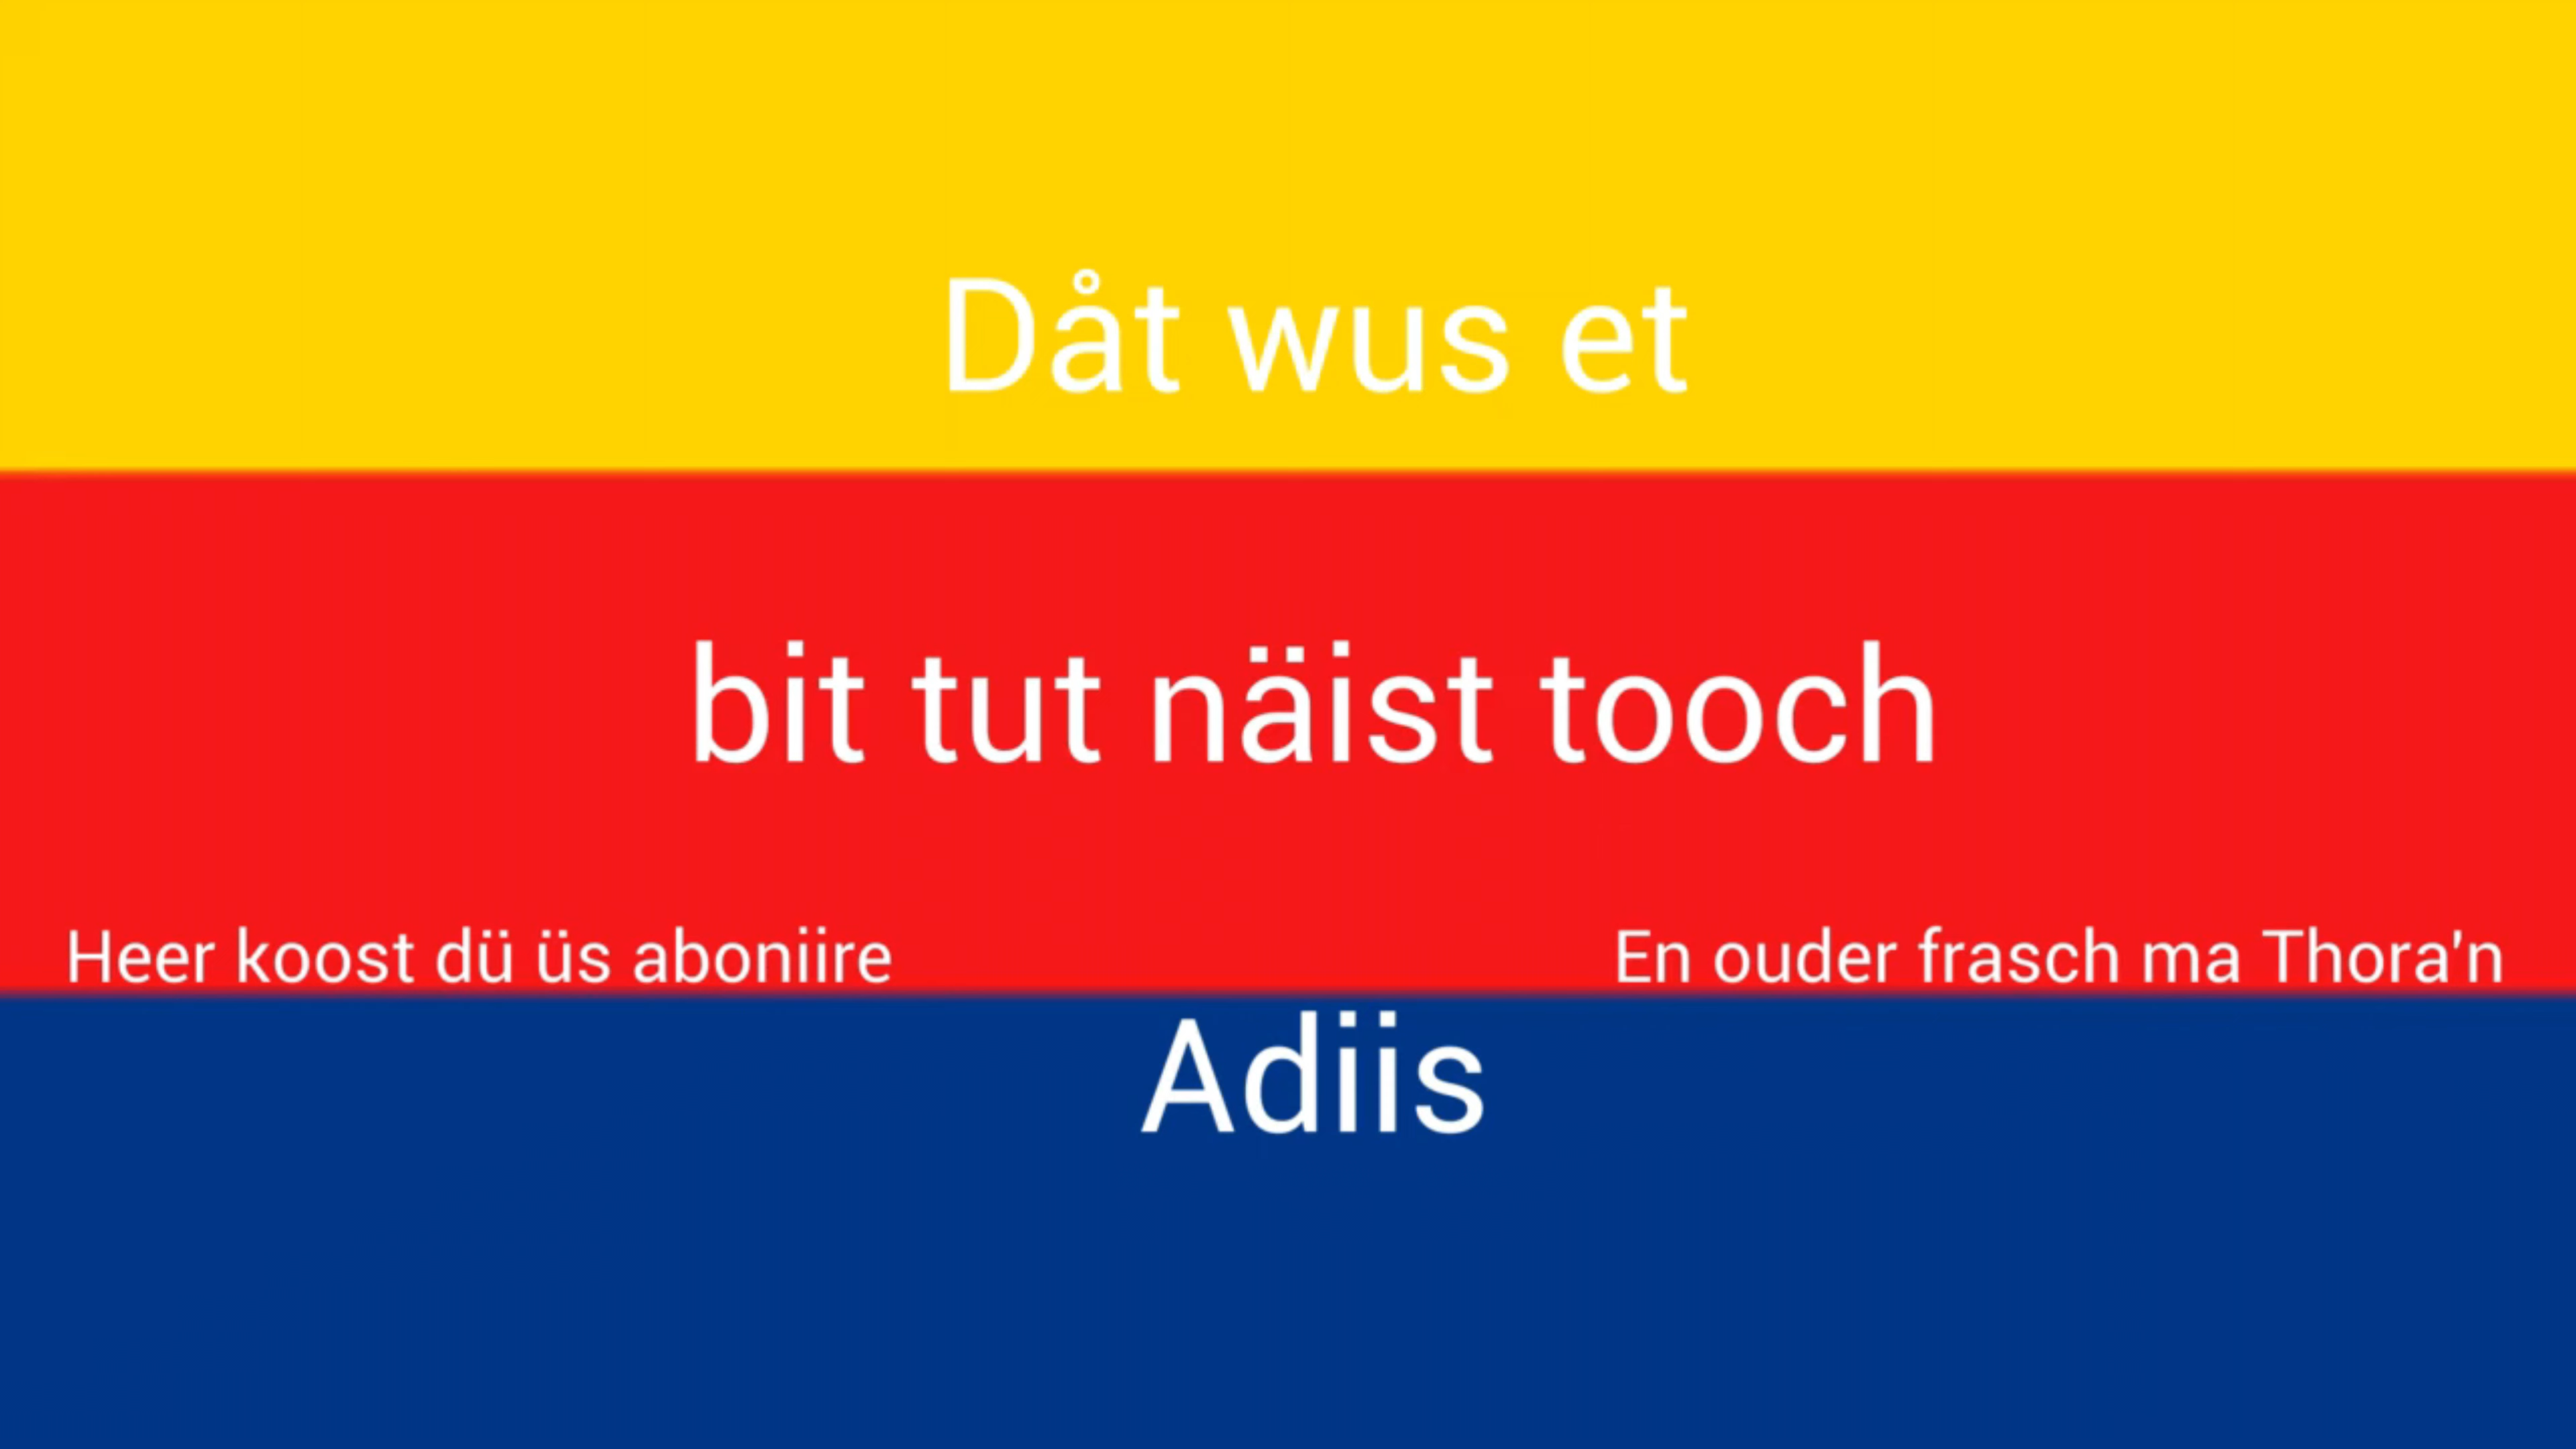 Dåt wus et
bit tut näist tooch
Heer koost dü üs aboniire
En ouder frasch ma Thora'n
Adiis